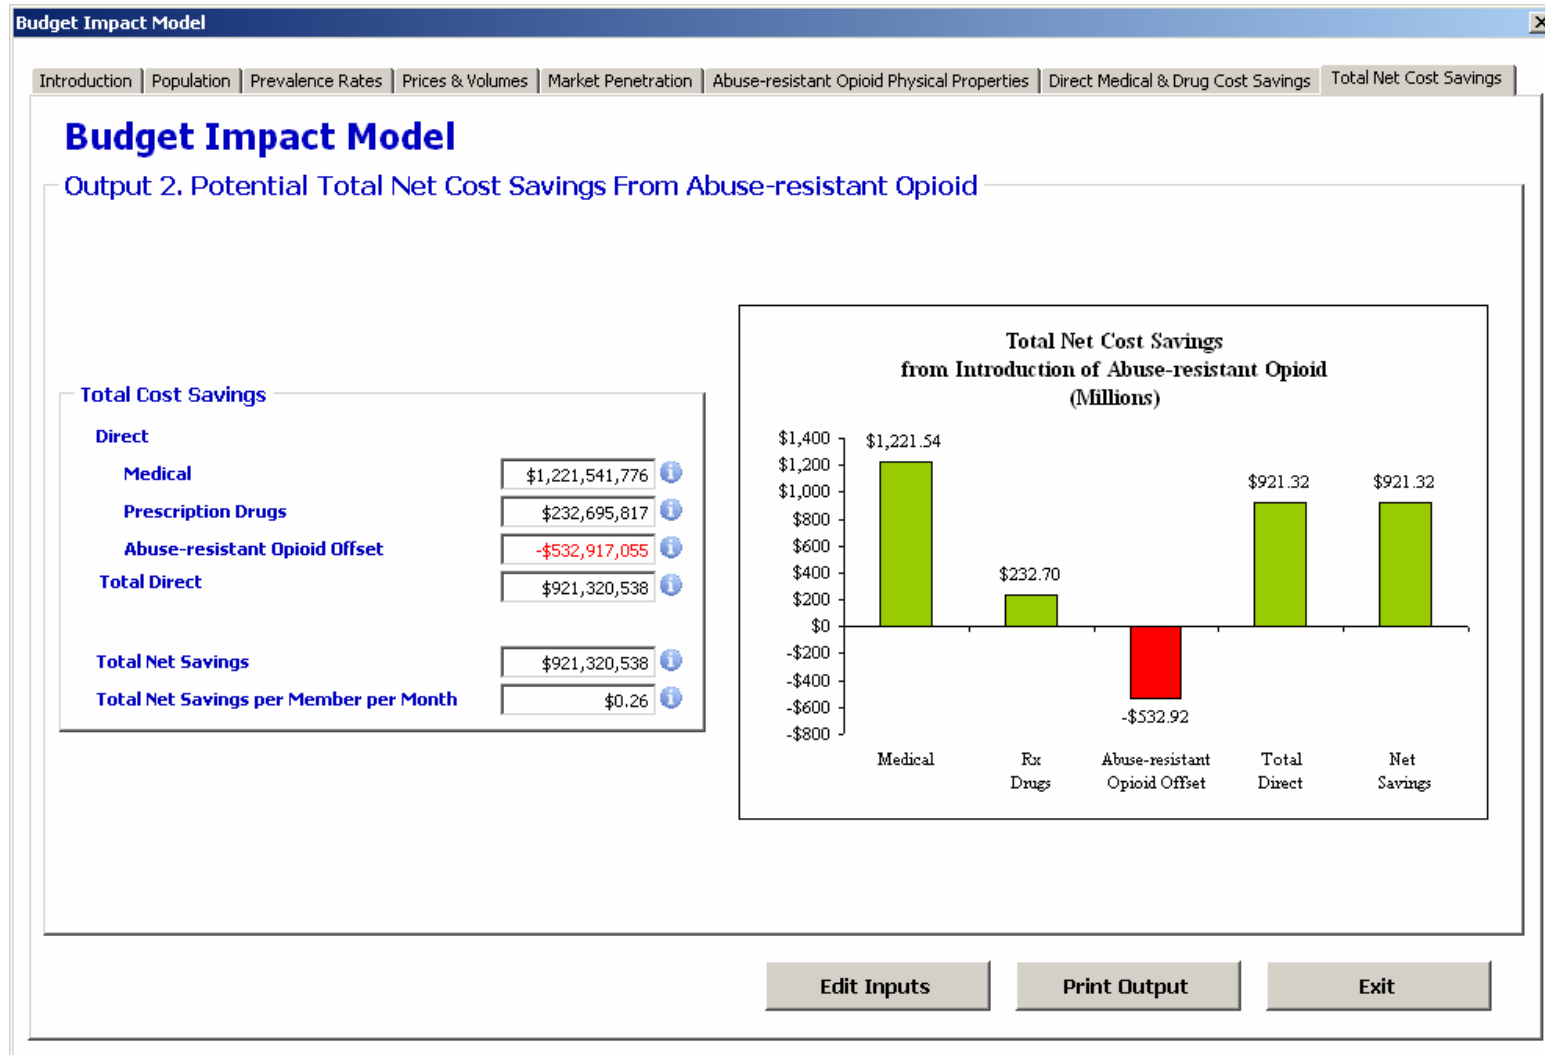 Budget Impact Model
Introduction
Population
Prevalence Rates
Prices & Volumes
Market Penetration
Abuse-resistant Opioid Physical Properties
Direct Medical & Drug Cost Savings
Total Net Cost Savings
Budget Impact Model
Output 2. Potential Total Net Cost Savings From Abuse-resistant Opioid
Total Cost Savings
Direct
Medical $1,221,541,776
Prescription Drugs $232,695,817
Abuse-resistant Opioid Offset -$532,917,055
Total Direct $921,320,538
Total Net Savings $921,320,538
Total Net Savings per Member per Month $0.26
Total Net Cost Savings
from Introduction of Abuse-resistant Opioid
(Millions)
$1,400
$1,200
$1,000
$800
$600
$400
$200
$0
-$200
-$400
-$600
-$800
$1,221.54
$232.70
-$532.92
$921.32
$921.32
Medical
Rx
Drugs
Abuse-resistant
Opioid Offset
Total
Direct
Net
Savings
Edit Inputs
Print Output
Exit